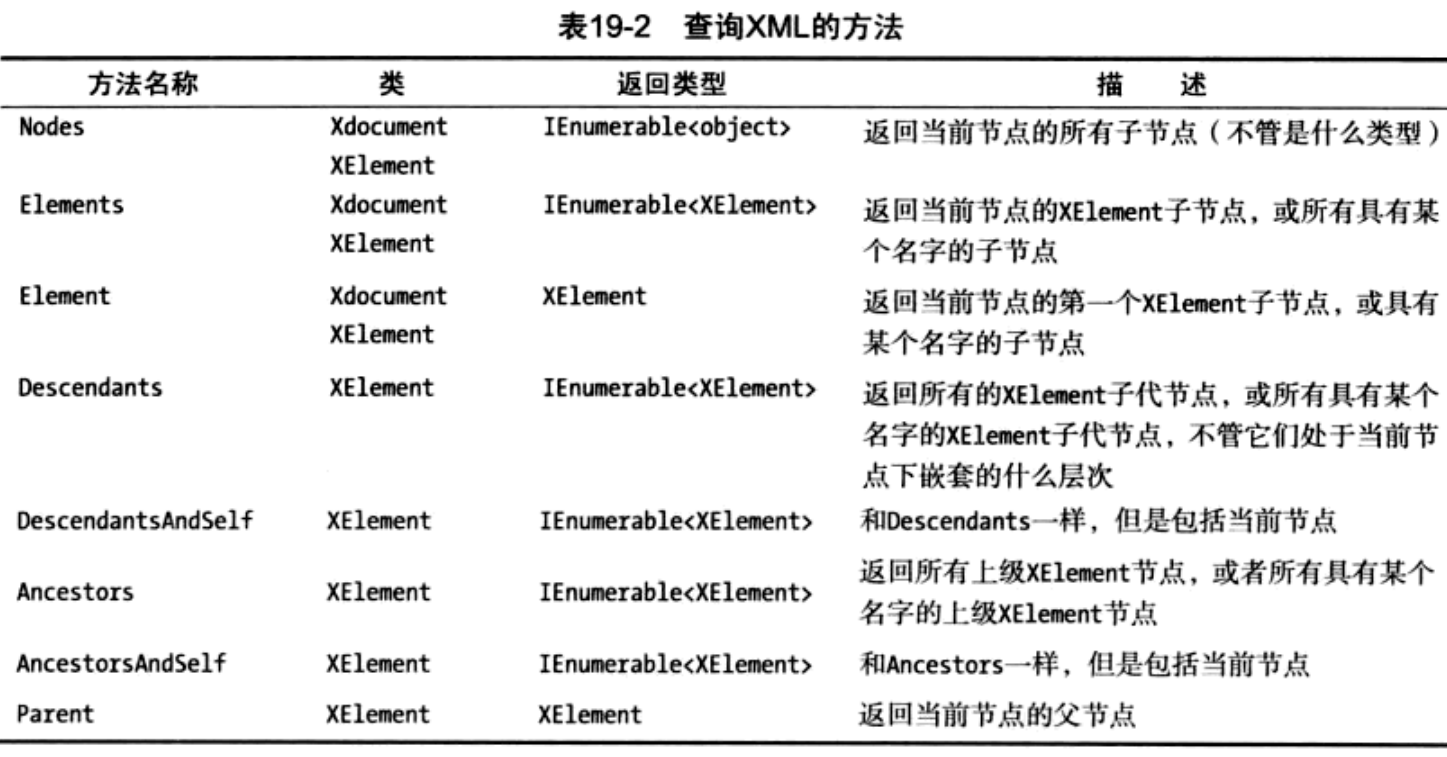 表19-2 查询XML的方法
方法名称 类 返回类型 描 述
Nodes Xdocument IEnumerable<object> 返回当前节点的所有子节点（不管是什么类型）
XElement
Elements Xdocument IEnumerable<XElement> 返回当前节点的XElement子节点，或所有具有某
XElement 个名字的子节点
Element Xdocument XElement 返回当前节点的第一个XElement子节点，或具有
XElement 某个名字的子节点
Descendants XElement IEnumerable<XElement> 返回所有的XElement子代节点，或所有具有某个
名字的XElement子代节点，不管它们处于当前节
点下嵌套的什么层次
DescendantsAndSelf XElement IEnumerable<XElement> 和Descendants一样，但是包括当前节点
Ancestors XElement IEnumerable<XElement> 返回所有上级XElement节点，或者所有具有某个
名字的上级XElement节点
AncestorsAndSelf XElement IEnumerable<XElement> 和Ancestors一样，但是包括当前节点
Parent XElement XElement 返回当前节点的父节点